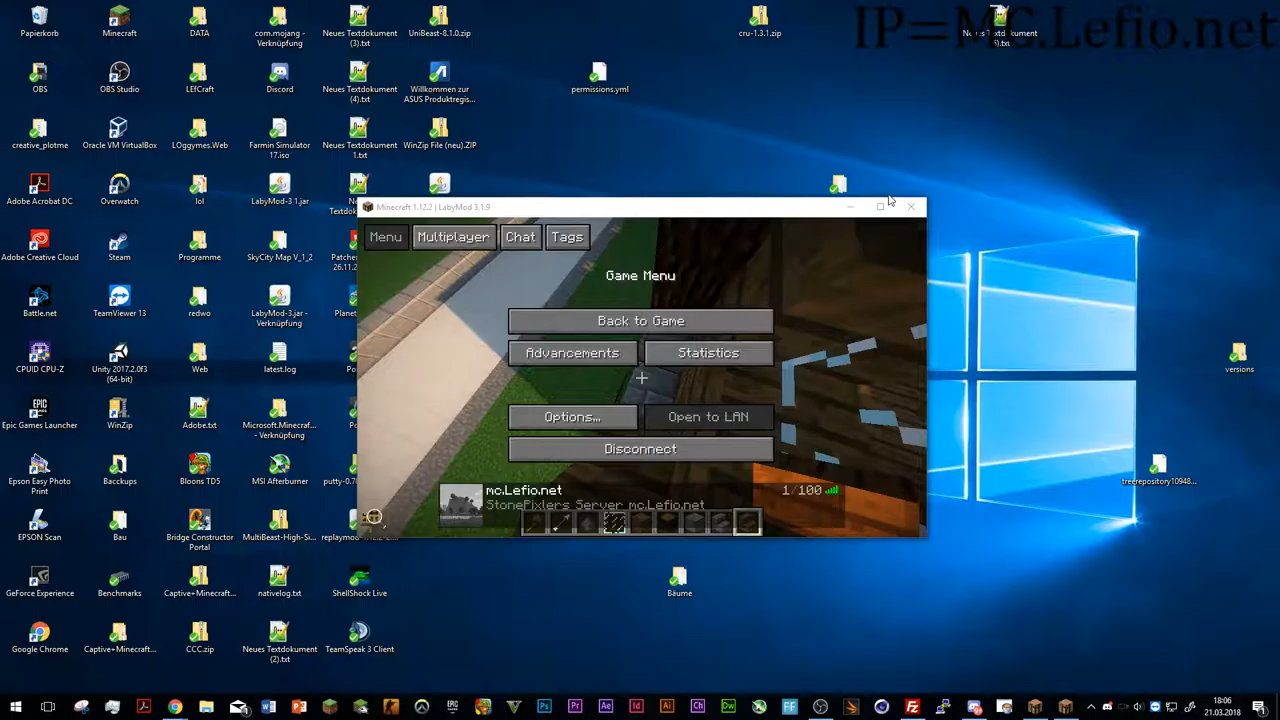 IP=MC.Lefio.net
Papierkorb
Minecraft
DATA
com.mojang -
Verknüpfung
Neues Textdokument
(3).txt
UniBeast-8.1.0.zip
cru-1.3.1.zip
OBS
OBS Studio
LEfCraft
Discord
Neues Textdokument
(4).txt
Willkommen zur
ASUS Produktregis...
permissions.yml
creative_plotme
Oracle VM VirtualBox
LOggymes.Web
Farmin Simulator
17.iso
Neues Textdokument
1.txt
WinZip File (neu).ZIP
Adobe Acrobat DC
Overwatch
lol
LabyMod-3 1.jar
Minecraft 1.12.2 | LabyMod 3.1.9
Menu
Multiplayer
Chat
Tags
Game Menu
Back to Game
Advancements
Statistics
Options...
Open to LAN
Disconnect
mc.Lefio.net
1/100
StonePixlers Server mc.Lefio.net
Adobe Creative Cloud
Steam
SkyCity Map V_1_2
26.11.2
Battle.net
TeamViewer 13
redwo
LabyMod-3.jar -
Verknüpfung
CPUID CPU-Z
Unity 2017.2.0f3
(64-bit)
Web
latest.log
versions
Epic Games Launcher
WinZip
Adobe.txt
Microsoft.Minecraf...
- Verknüpfung
Epson Easy Photo
Print
Backcups
Bloons TD5
MSI Afterburner
treerepository10948...
EPSON Scan
Bau
Bridge Constructor
Portal
MultiBeast-High-Si...
GeForce Experience
Benchmarks
Captive+Minecraft...
nativelog.txt
ShellShock Live
Bäume
Google Chrome
Captive+Minecraft...
CCC.zip
Neues Textdokument
(2).txt
TeamSpeak 3 Client
18:06
21.03.2018